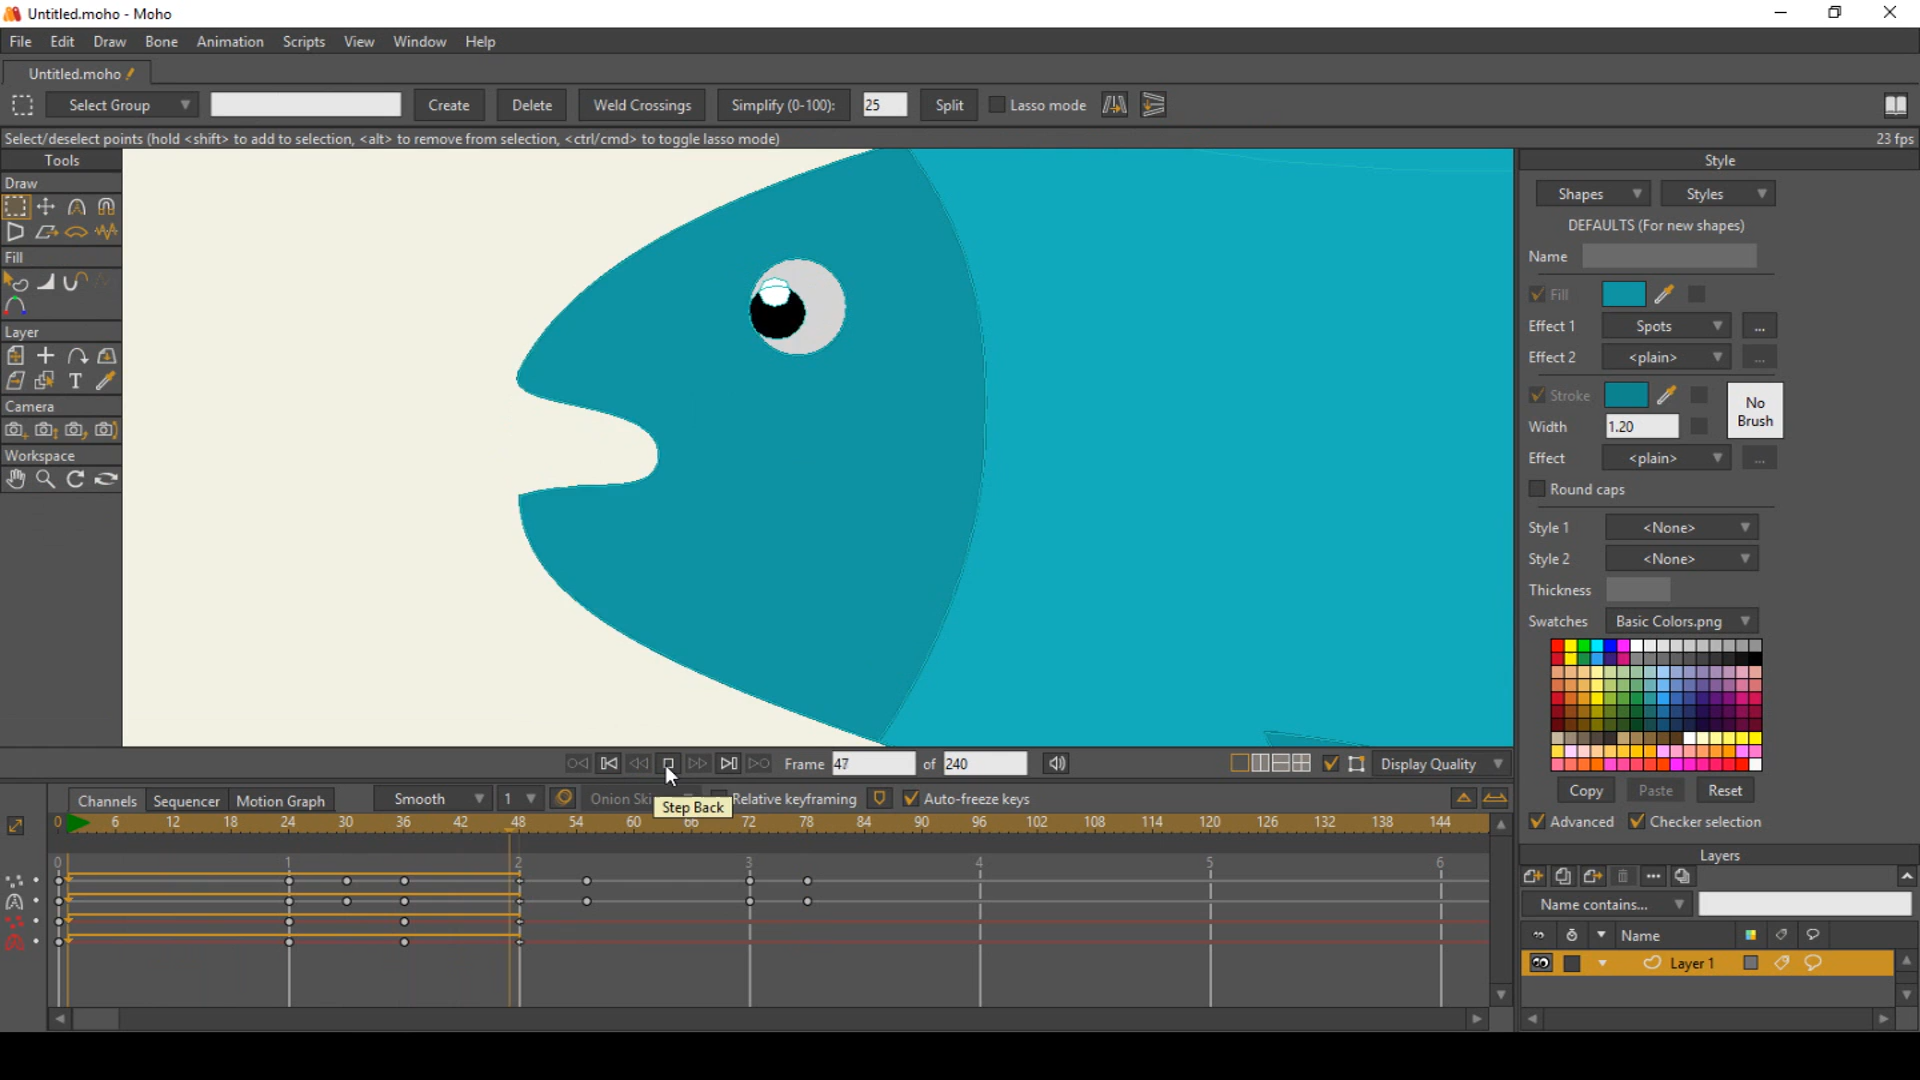 Untitled.moho - Moho
File Edit Draw Bone Animation Scripts View Window Help
Untitled.moho
Select Group Create Delete Weld Crossings Simplify (0-100): 25 Split Lasso mode
Select/deselect points (hold <shift> to add to selection, <alt> to remove from selection, <ctrl/cmd> to toggle lasso mode) 23 fps
Tools
Draw
Fill
Layer
Camera
Workspace
Style
Shapes Styles
DEFAULTS (For new shapes)
Name
Fill
Effect 1 Spots ...
Effect 2 <plain> ...
Stroke
No
Brush
Width 1.20
Effect <plain> ...
Round caps
Style 1 <None>
Style 2 <None>
Thickness
Swatches Basic Colors.png
Copy Paste Reset
Advanced Checker selection
Frame 47 of 240 Display Quality
Channels Sequencer Motion Graph Smooth 1 Onion Ski Relative keyframing Auto-freeze keys
Step Back
0 6 12 18 24 30 36 42 48 54 60 66 72 78 84 90 96 102 108 114 120 126 132 138 144
0 1 2 3 4 5 6
Layers
Name contains...
Name
Layer 1